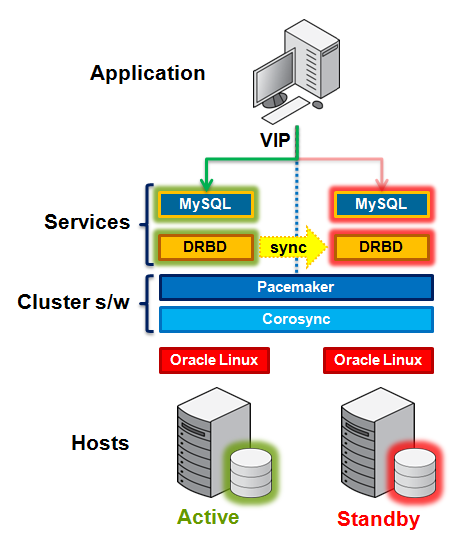 Application
VIP
Services
MySQL
MySQL
DRBD
sync
DRBD
Cluster s/w
Pacemaker
Corosync
Oracle Linux
Oracle Linux
Hosts
Active
Standby